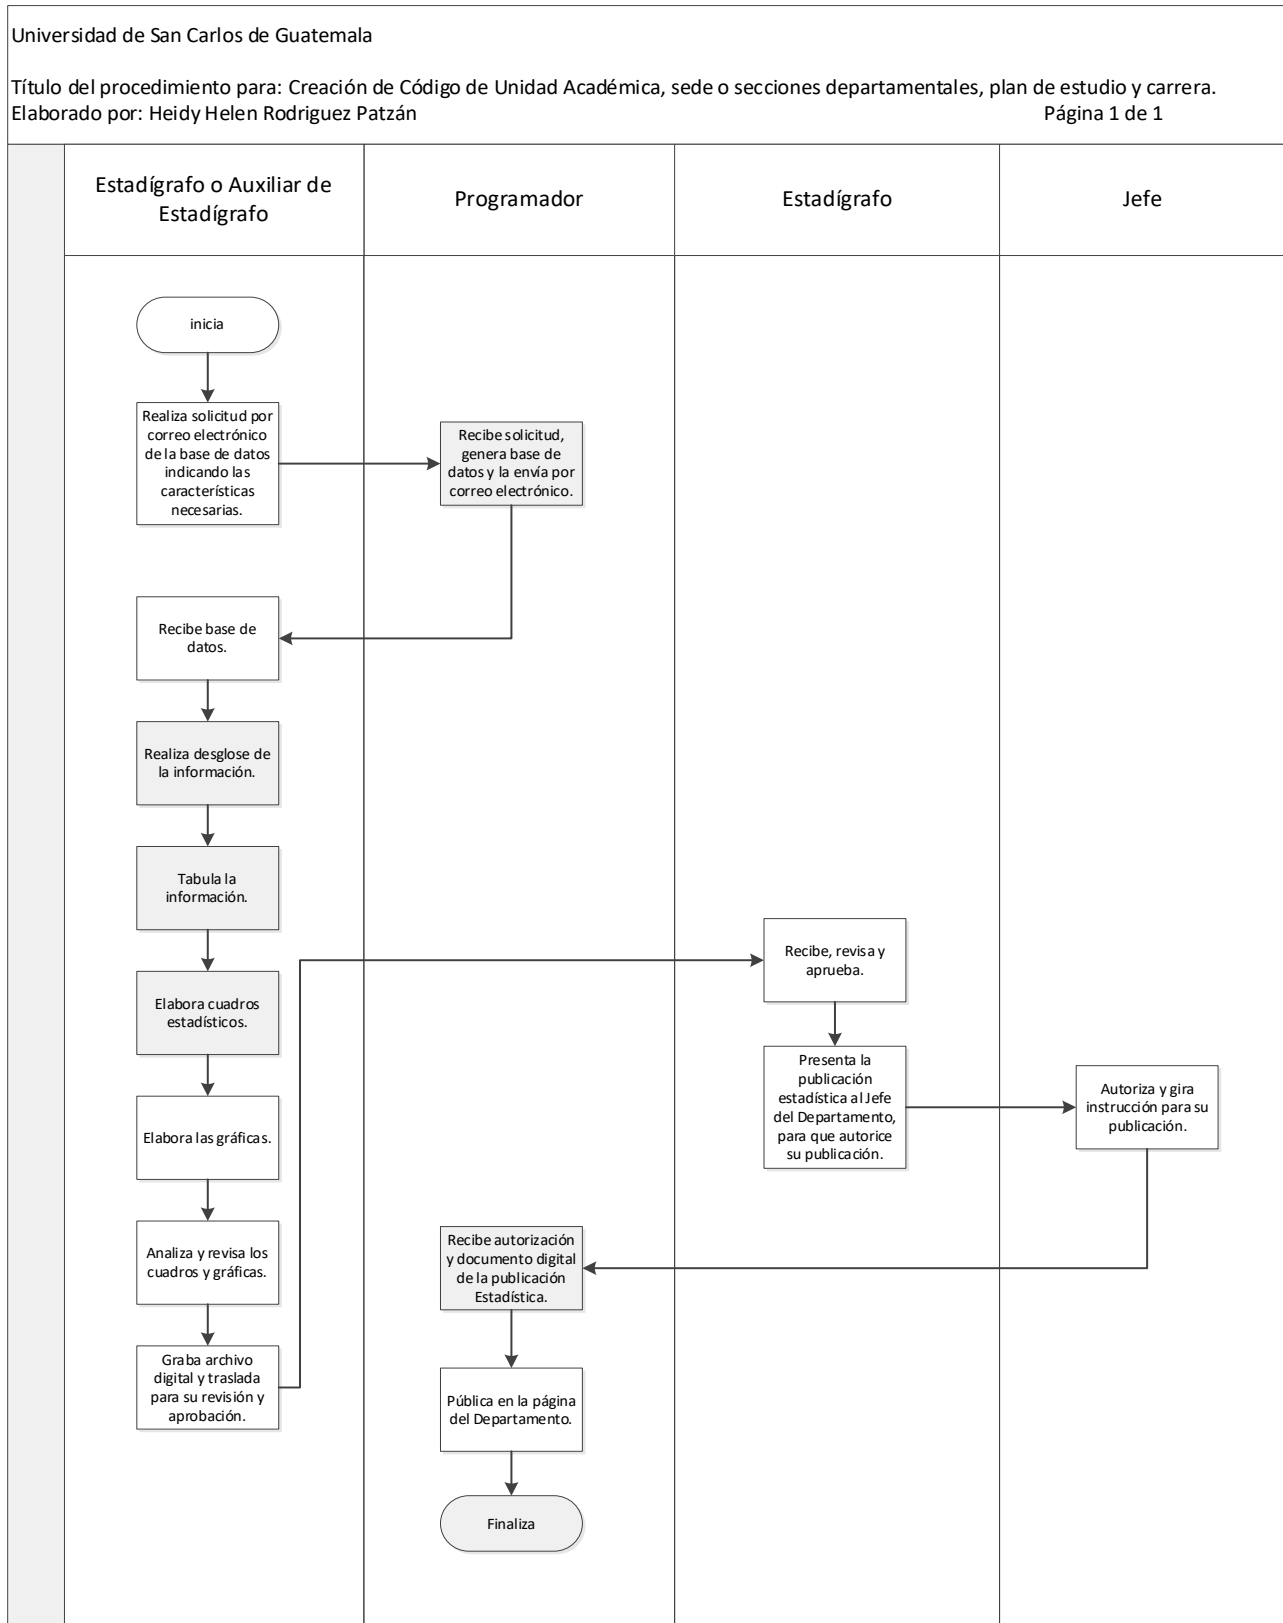 Universidad de San Carlos de Guatemala
Título del procedimiento para: Creación de Código de Unidad Académica, sede o secciones departamentales, plan de estudio y carrera.
Elaborado por: Heidy Helen Rodriguez Patzán
Página 1 de 1
Estadígrafo o Auxiliar de
Estadígrafo
Programador
Estadígrafo
Jefe
inicia
Realiza solicitud por
correo electrónico
de la base de datos
indicando las
características
necesarias.
Recibe solicitud,
genera base de
datos y la envía por
correo electrónico.
Recibe base de
datos.
Realiza desglose de
la información.
Tabula la
información.
Elabora cuadros
estadísticos.
Elabora las gráficas.
Analiza y revisa los
cuadros y gráficas.
Graba archivo
digital y traslada
para su revisión y
aprobación.
Recibe, revisa y
aprueba.
Presenta la
publicación
estadística al Jefe
del Departamento,
para que autorice
su publicación.
Autoriza y gira
instrucción para su
publicación.
Recibe autorización
y documento digital
de la publicación
Estadística.
Pública en la página
del Departamento.
Finaliza